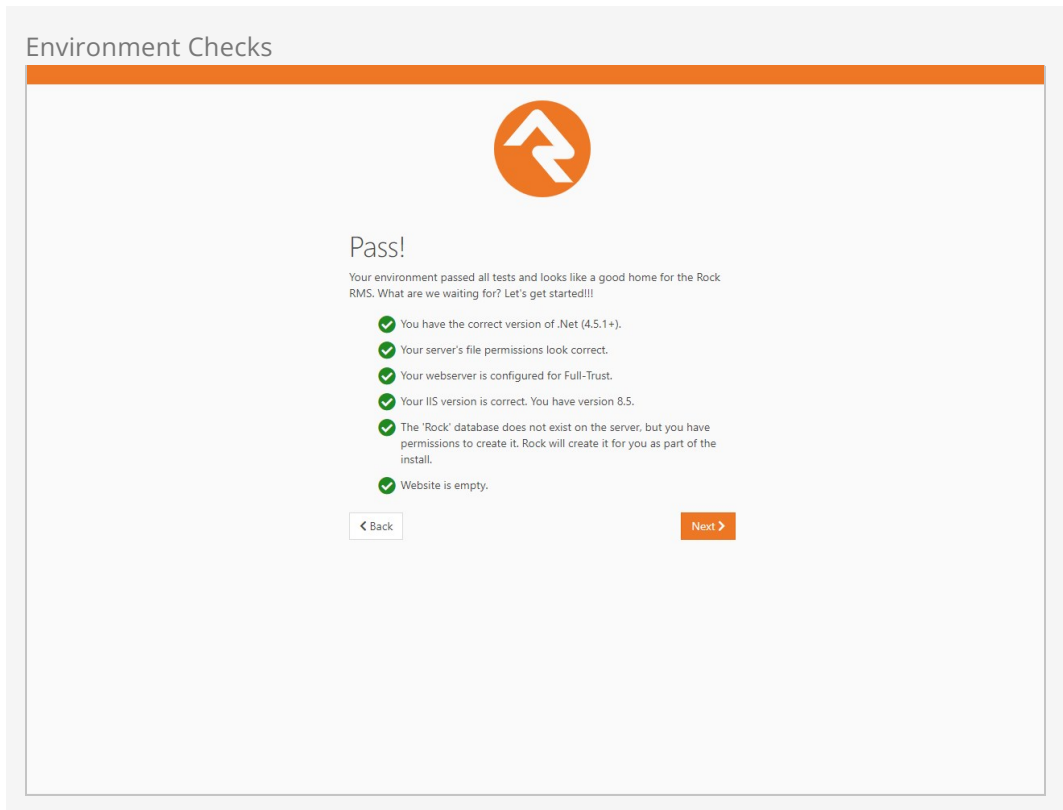 Environment Checks
Pass!
Your environment passed all tests and looks like a good home for the Rock
RMS. What are we waiting for? Let's get started!!!
You have the correct version of .Net (4.5.1+).
Your server's file permissions look correct.
Your webserver is configured for Full-Trust.
Your IIS version is correct. You have version 8.5.
The 'Rock' database does not exist on the server, but you have
permissions to create it. Rock will create it for you as part of the
install.
Website is empty.
Back
Next